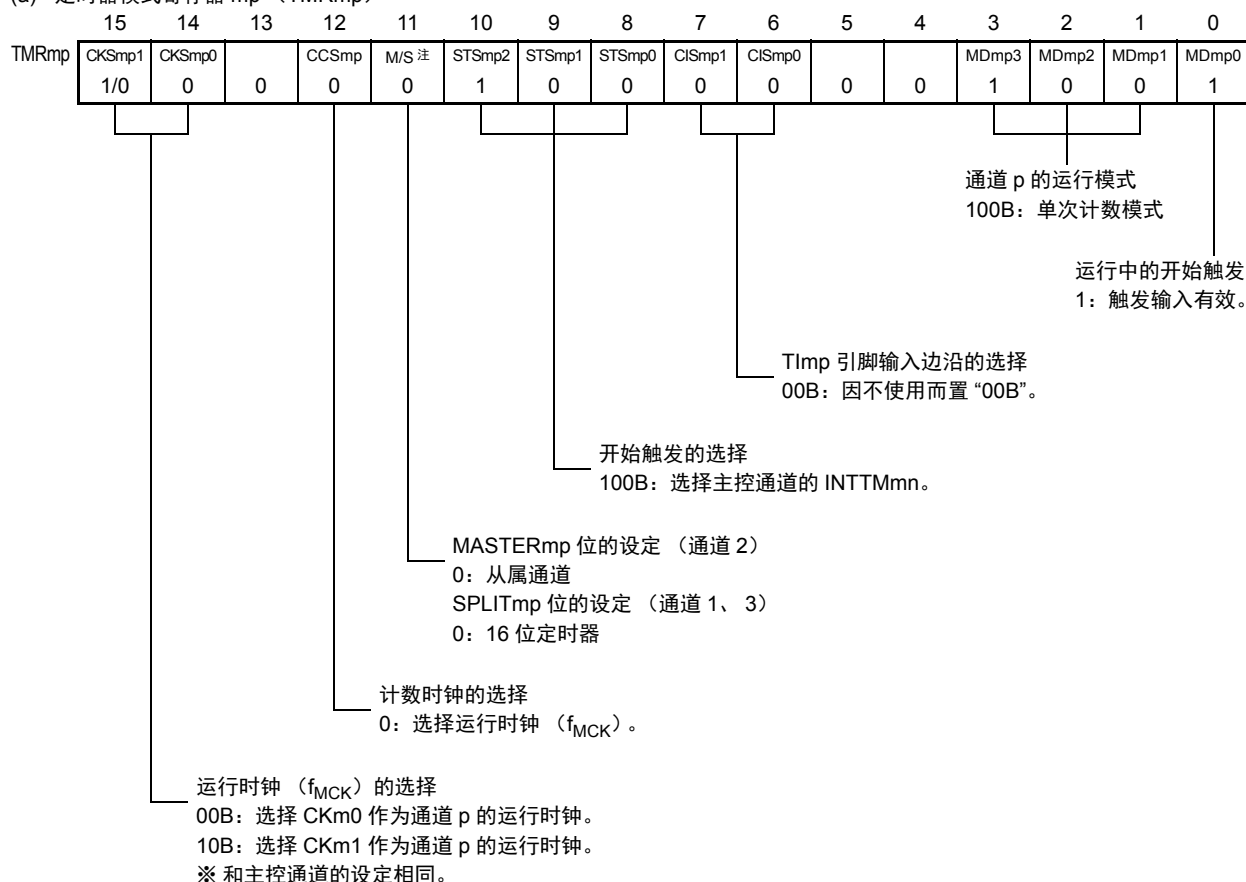 (a) 定时器模式寄存器 mp （TMRmp）
15 14 13 12 11 10 9 8 7 6 5 4 3 2 1 0
TMRmp CKSmp1 CKSmp0 CCSmp M/S 注 STSmp2 STSmp1 STSmp0 CISmp1 CISmp0 MDmp3 MDmp2 MDmp1 MDmp0
1/0 0 0 0 0 1 0 0 0 0 0 0 1 0 0 1
通道 p 的运行模式
100B：单次计数模式
运行中的开始触发
1：触发输入有效。
TImp 引脚输入边沿的选择
00B：因不使用而置 “00B”。
开始触发的选择
100B：选择主控通道的 INTTMmn。
MASTERmp 位的设定 （通道 2）
0：从属通道
SPLITmp 位的设定 （通道 1、 3）
0：16 位定时器
计数时钟的选择
0：选择运行时钟 （fMCK）。
运行时钟 （fMCK）的选择
00B：选择 CKm0 作为通道 p 的运行时钟。
10B：选择 CKm1 作为通道 p 的运行时钟。
※ 和主控通道的设定相同。